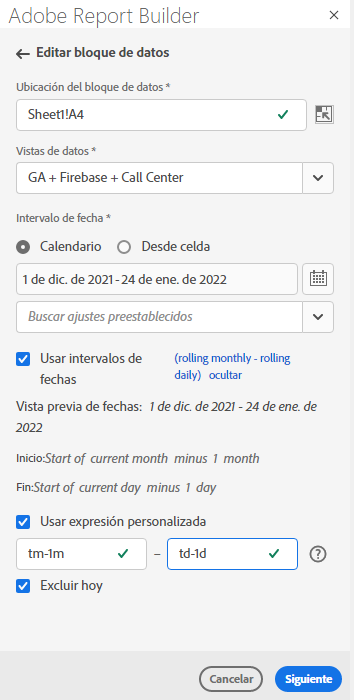 Adobe Report Builder
Editar bloque de datos
Ubicación del bloque de datos *
Sheet1!A4
Vistas de datos *
GA + Firebase + Call Center
Intervalo de fecha *
Calendario Desde celda
1 de dic. de 2021 - 24 de ene. de 2022
Buscar ajustes preestablecidos
Usar intervalos de (rolling monthly - rolling
fechas daily) ocultar
Vista previa de fechas: 1 de dic. de 2021 - 24 de ene. de
2022
Inicio:Start of current month minus 1 month
Fin:Start of current day minus 1 day
Usar expresión personalizada
tm-1m – td-1d
Excluir hoy
Cancelar Siguiente